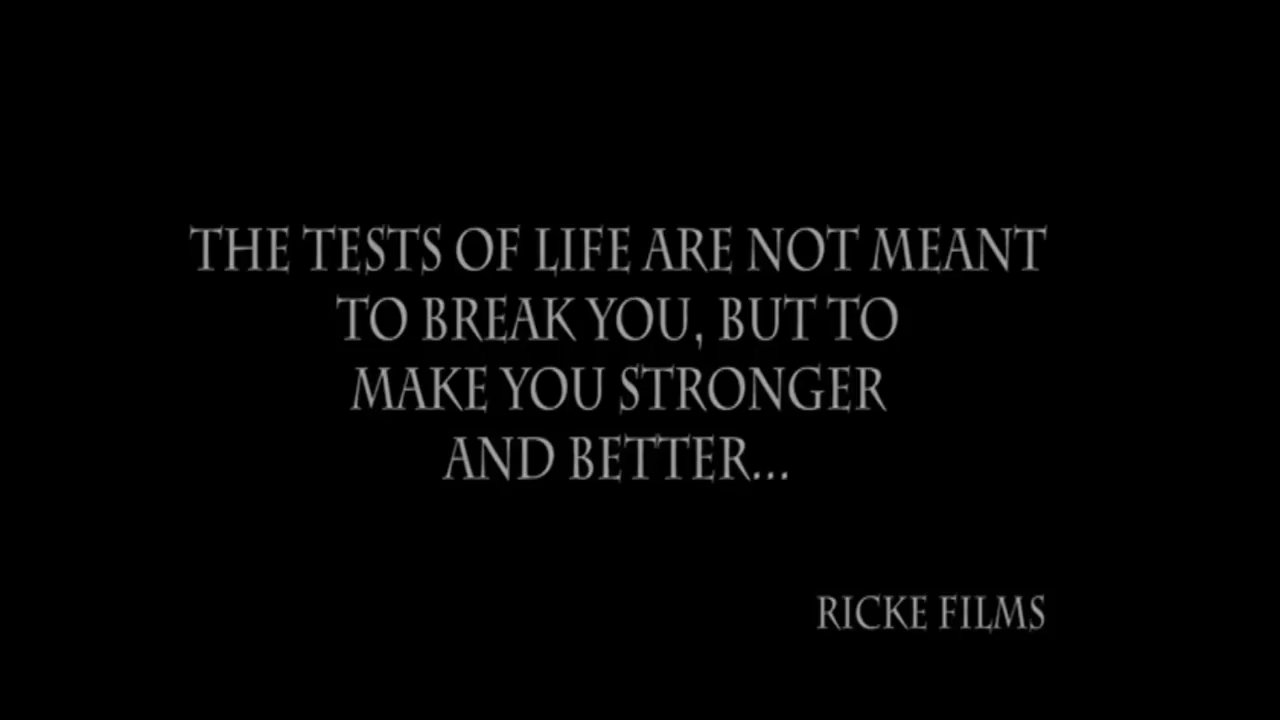 THE TESTS OF LIFE ARE NOT MEANT
TO BREAK YOU, BUT TO
MAKE YOU STRONGER
AND BETTER...
RICKE FILMS